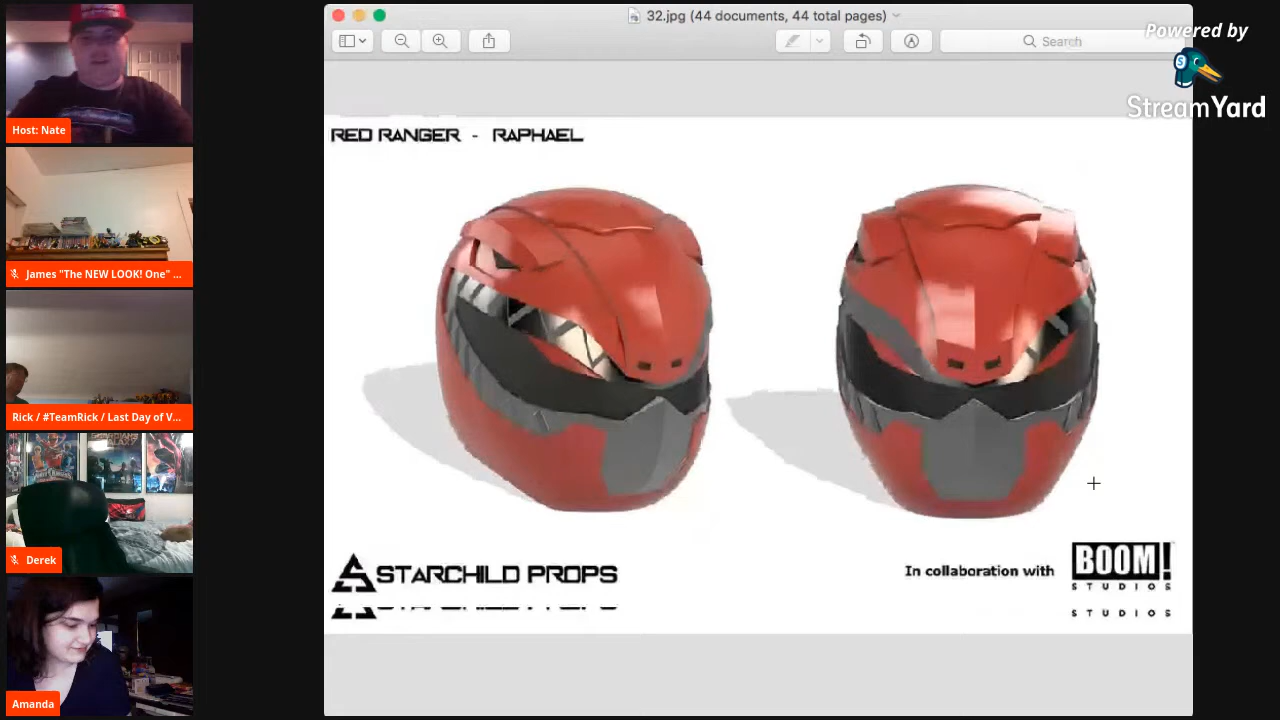 32.jpg (44 documents, 44 total pages)
Search
Powered by
StreamYard
Host: Nate
James "The NEW LOOK! One" ...
Rick / #TeamRick / Last Day of V...
Derek
Amanda
RED RANGER - RAPHAEL
STARCHILD PROPS
In collaboration with
BOOM!
STUDIOS
STUDIOS